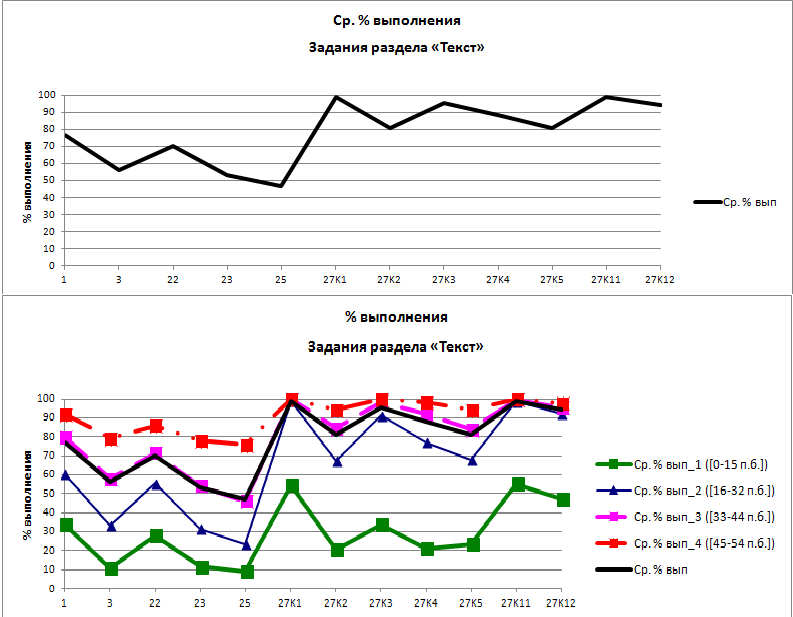 Ср. % выполнения
Задания раздела «Текст»
% выполнения
100
90
80
70
60
50
40
30
20
10
0
1 3 22 23 25 27К1 27К2 27К3 27К4 27К5 27К11 27К12
Ср. % вып
% выполнения
Задания раздела «Текст»
% выполнения
100
90
80
70
60
50
40
30
20
10
0
1 3 22 23 25 27К1 27К2 27К3 27К4 27К5 27К11 27К12
Ср. % вып_1 ([0-15 п.б.])
Ср. % вып_2 ([16-32 п.б.])
Ср. % вып_3 ([33-44 п.б.])
Ср. % вып_4 ([45-54 п.б.])
Ср. % вып